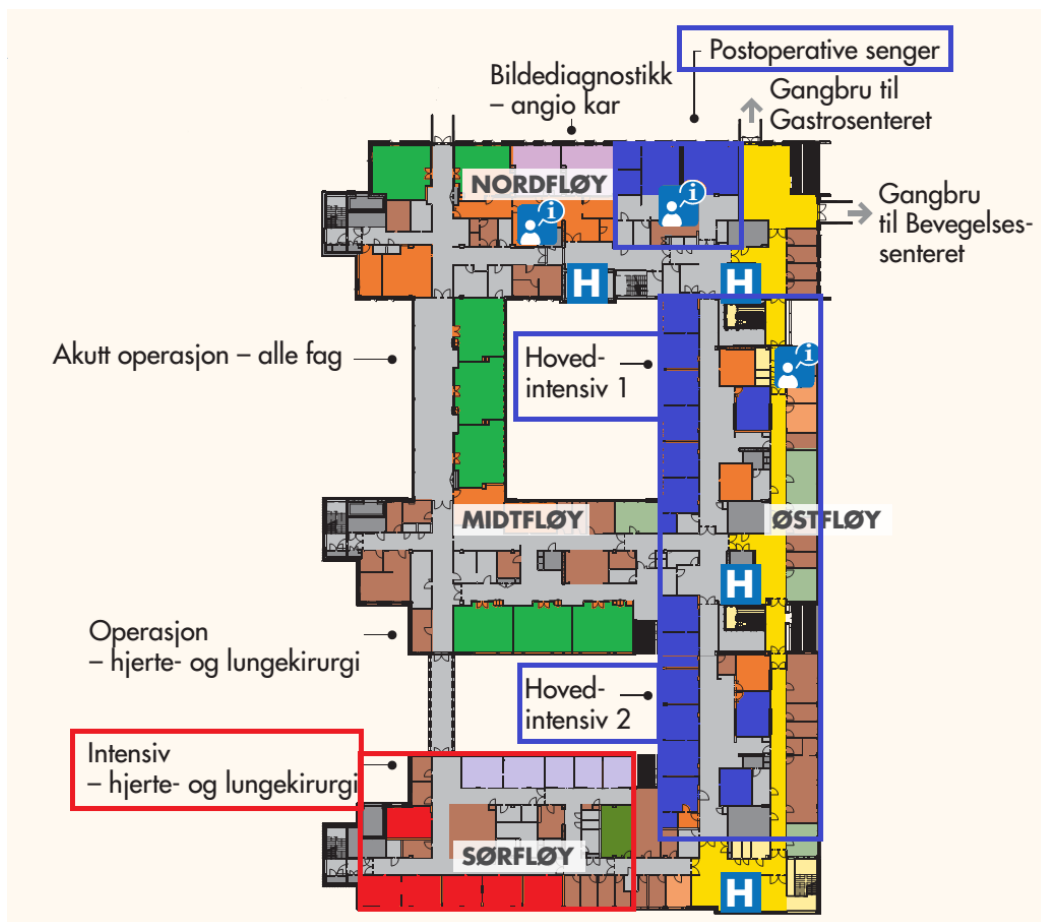 Postoperative senger
Bildediagnostikk
– angio kar
Gangbru til
Gastrosenteret
NORDFLØY
i
i
Gangbru
til Bevegelses-
senteret
H
H
Akutt operasjon – alle fag
Hoved-
intensiv 1
i
MIDTFLØY
ØSTFLØY
H
Operasjon
– hjerte- og lungekirurgi
Hoved-
intensiv 2
Intensiv
– hjerte- og lungekirurgi
SØRFLØY
H